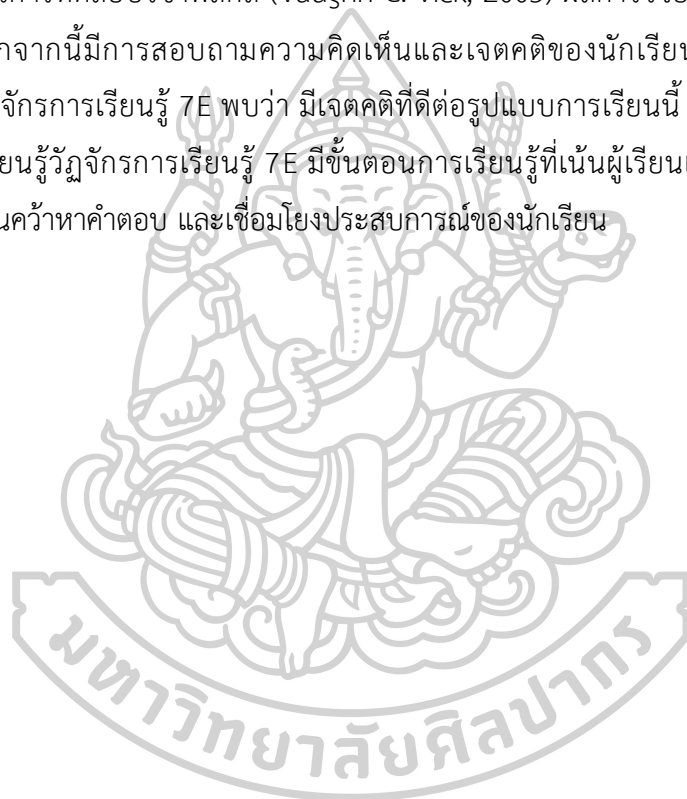 (Vaughn C. Vick, 2003)
กจากนี้มีการสอบถามความคิดเห็นและเจตคติของนักเรียน
จักรการเรียนรู้ 7E พบว่า มีเจตคติที่ดีต่อรูปแบบการเรียนนี้
ยนรู้วัฏจักรการเรียนรู้ 7E มีขั้นตอนการเรียนรู้ที่เน้นผู้เรียน
นคว้าหาคำตอบ และเชื่อมโยงประสบการณ์ของนักเรียน
มหาวิทยาลัยศิลปากร